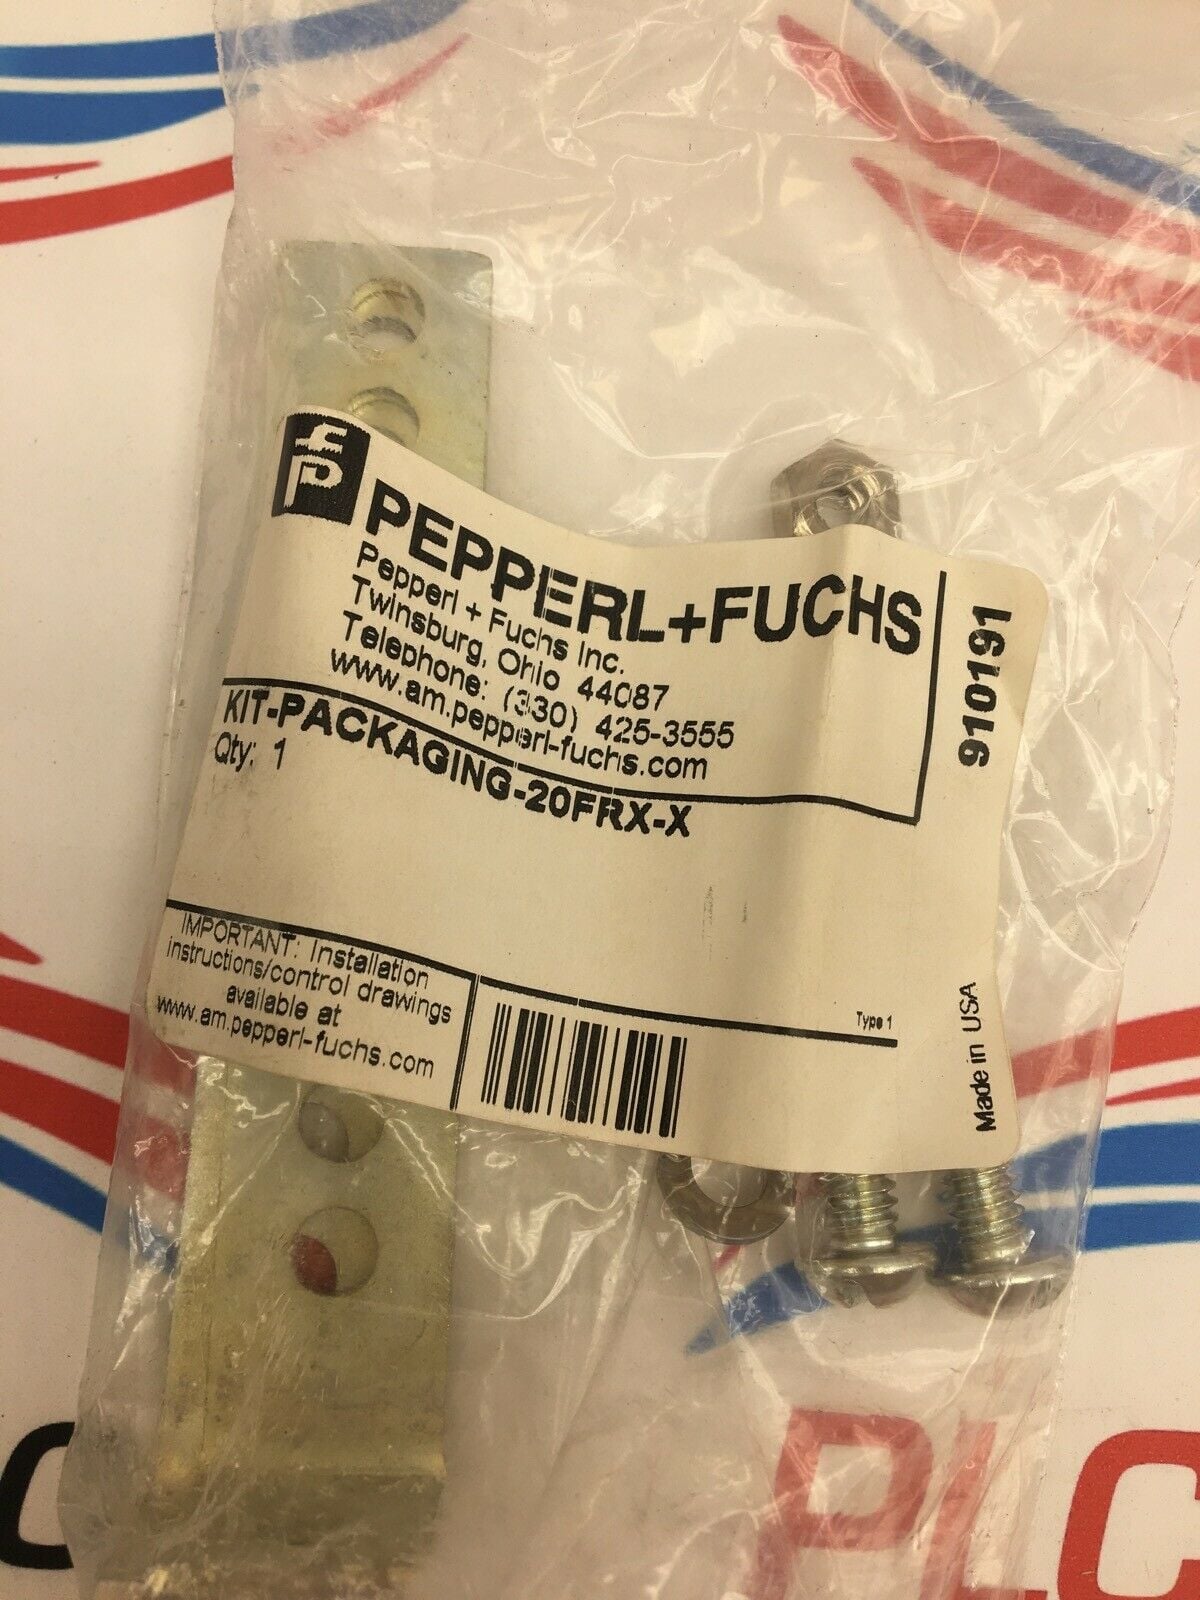 fp
PEPPERL+FUCHS
Pepperl + Fuchs Inc.
Twinsburg, Ohio 44087
Telephone: (330) 425-3555
www.am.pepperl-fuchs.com
910191
KIT-PACKAGING-20FRX-X
Qty: 1
IMPORTANT: Installation
instructions/control drawings
available at
www.am.pepperl-fuchs.com
Type 1
Made in USA
C
PLC